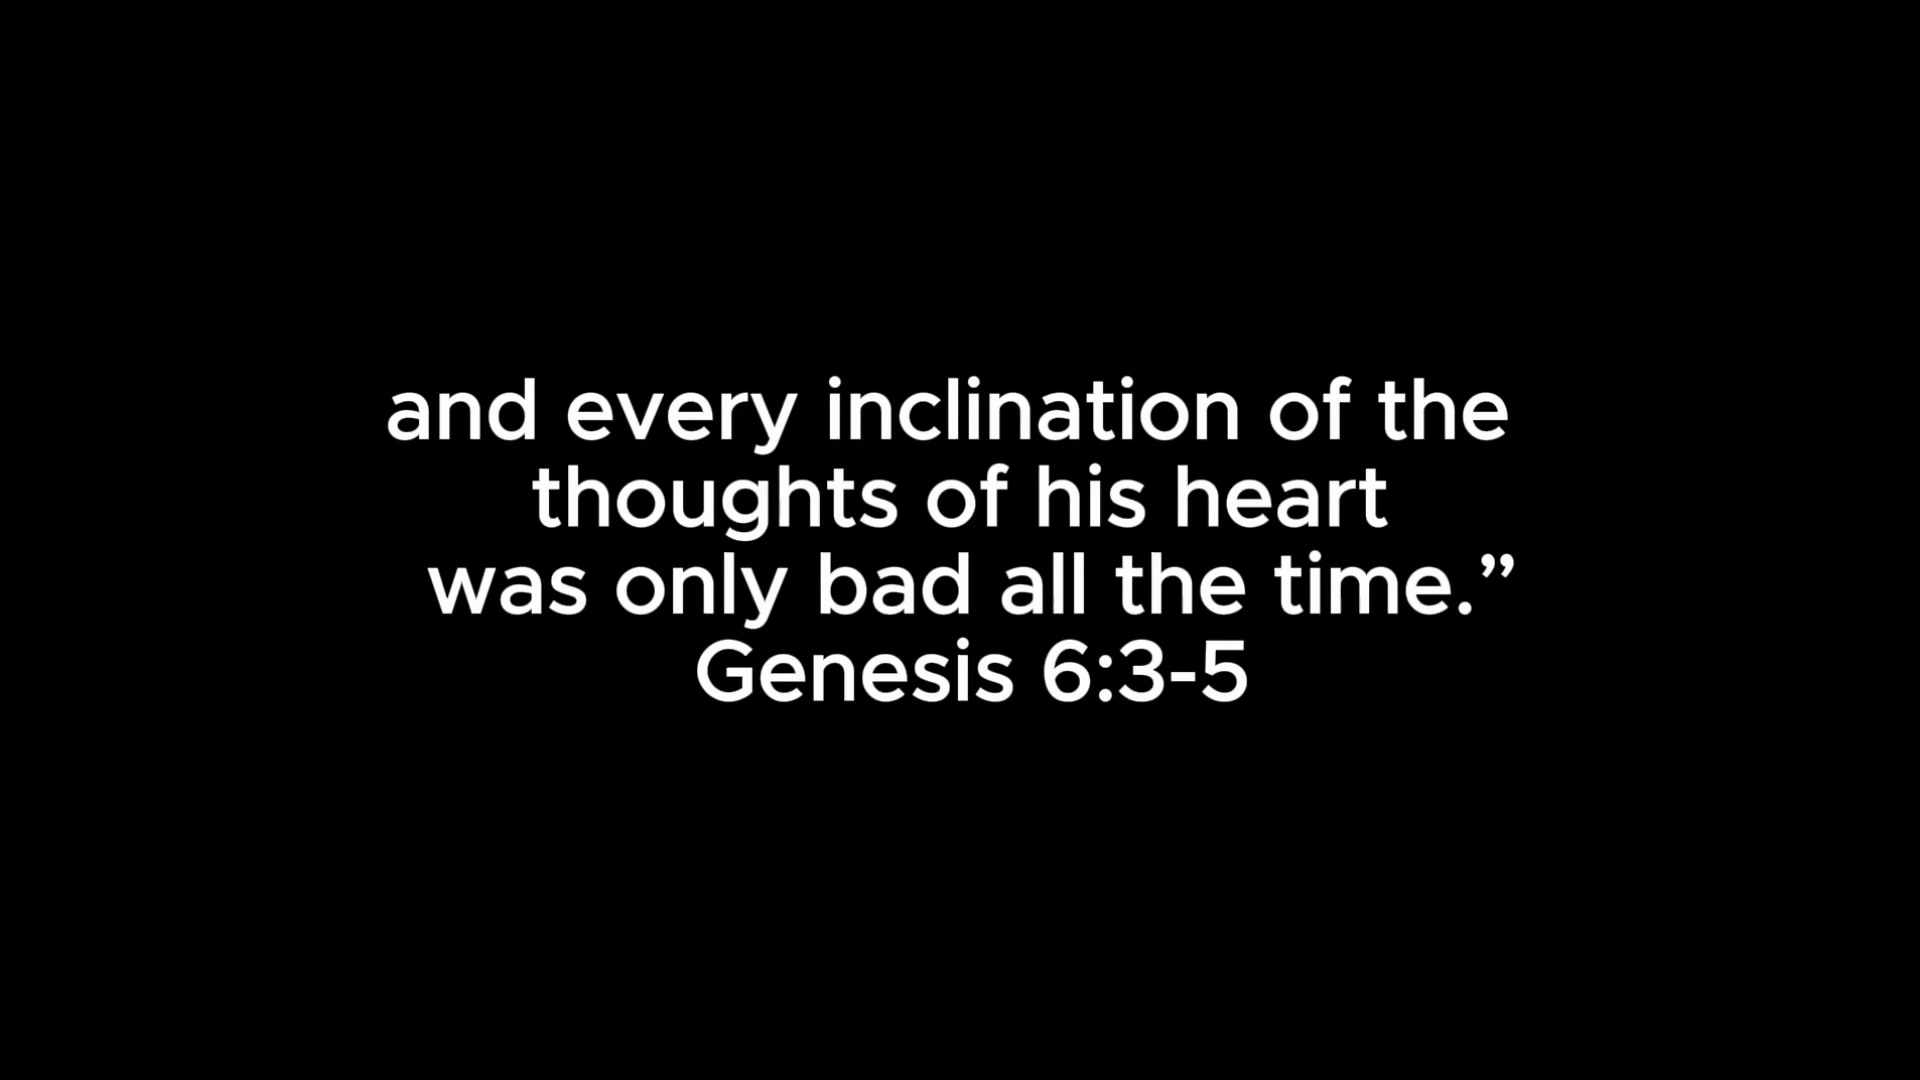 and every inclination of the
thoughts of his heart
was only bad all the time.”
Genesis 6:3-5